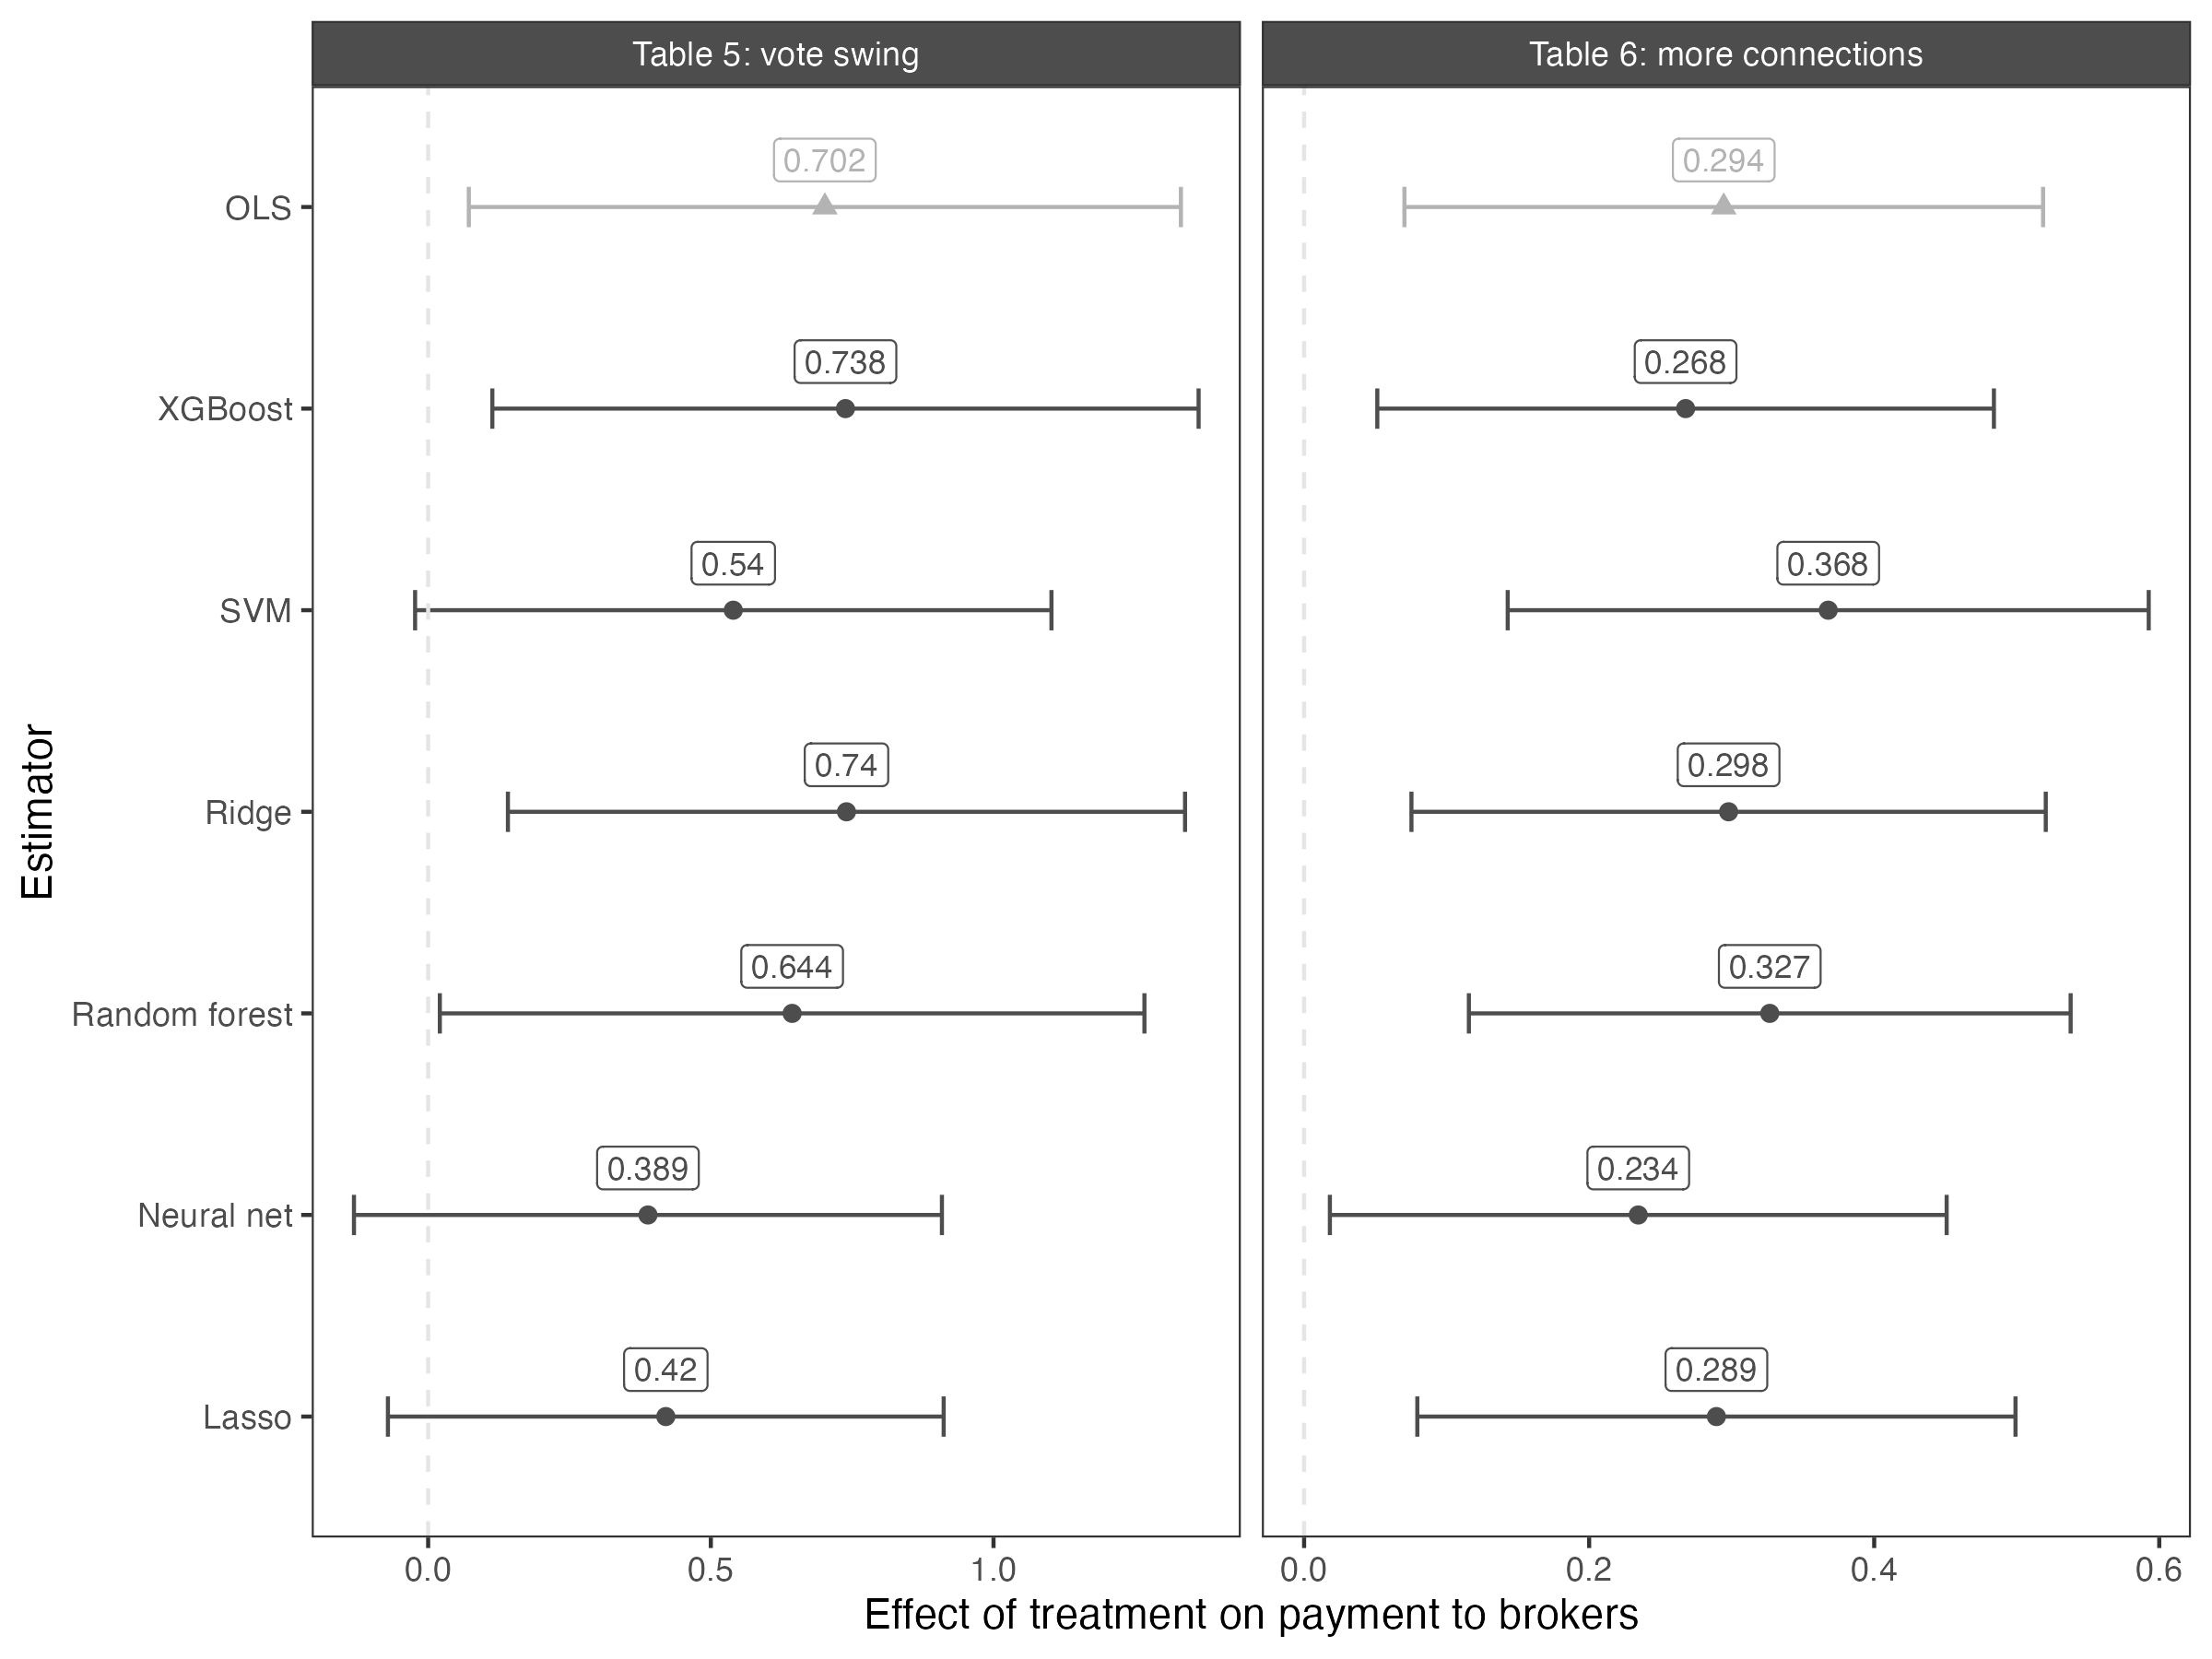 Table 5: vote swing
Table 6: more connections
Estimator
OLS
0.702
0.294
XGBoost
0.738
0.268
SVM
0.54
0.368
Ridge
0.74
0.298
Random forest
0.644
0.327
Neural net
0.389
0.234
Lasso
0.42
0.289
0.0 0.5 1.0
0.0 0.2 0.4 0.6
Effect of treatment on payment to brokers